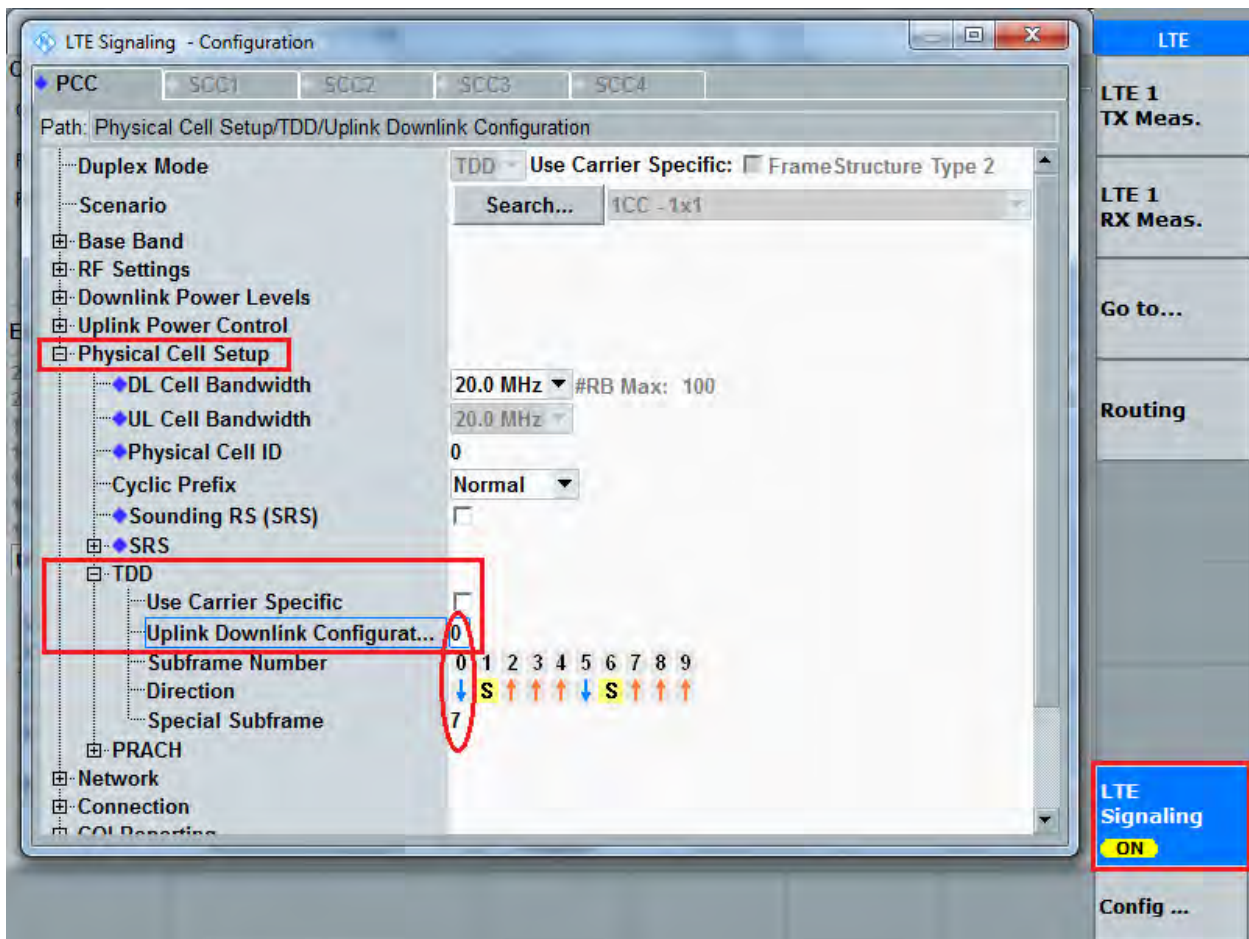 LTE Signaling - Configuration
PCC SCC1 SCC2 SCC3 SCC4
Path: Physical Cell Setup/TDD/Uplink Downlink Configuration
Duplex Mode TDD Use Carrier Specific: FrameStructure Type 2
Scenario Search... 1CC - 1x1
Base Band
RF Settings
Downlink Power Levels
Uplink Power Control
Physical Cell Setup
DL Cell Bandwidth 20.0 MHz #RB Max: 100
UL Cell Bandwidth 20.0 MHz
Physical Cell ID 0
Cyclic Prefix Normal
Sounding RS (SRS)
SRS
TDD
Use Carrier Specific
Uplink Downlink Configurat... 0
Subframe Number 0 1 2 3 4 5 6 7 8 9
Direction ↓ S ↑ ↑ ↑ ↓ S ↑ ↑ ↑
Special Subframe 7
PRACH
Network
Connection
CQI Reporting
LTE
LTE 1
TX Meas.
LTE 1
RX Meas.
Go to...
Routing
LTE
Signaling
ON
Config ...